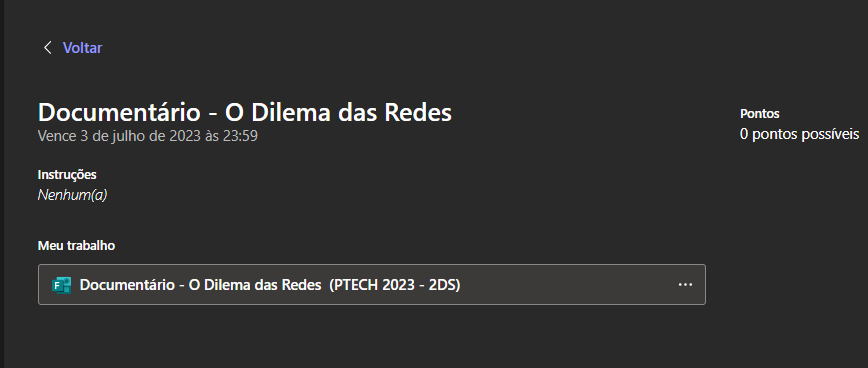 Voltar
Documentário - O Dilema das Redes
Vence 3 de julho de 2023 às 23:59
Pontos
0 pontos possíveis
Instruções
Nenhum(a)
Meu trabalho
F Documentário - O Dilema das Redes (PTECH 2023 - 2DS)